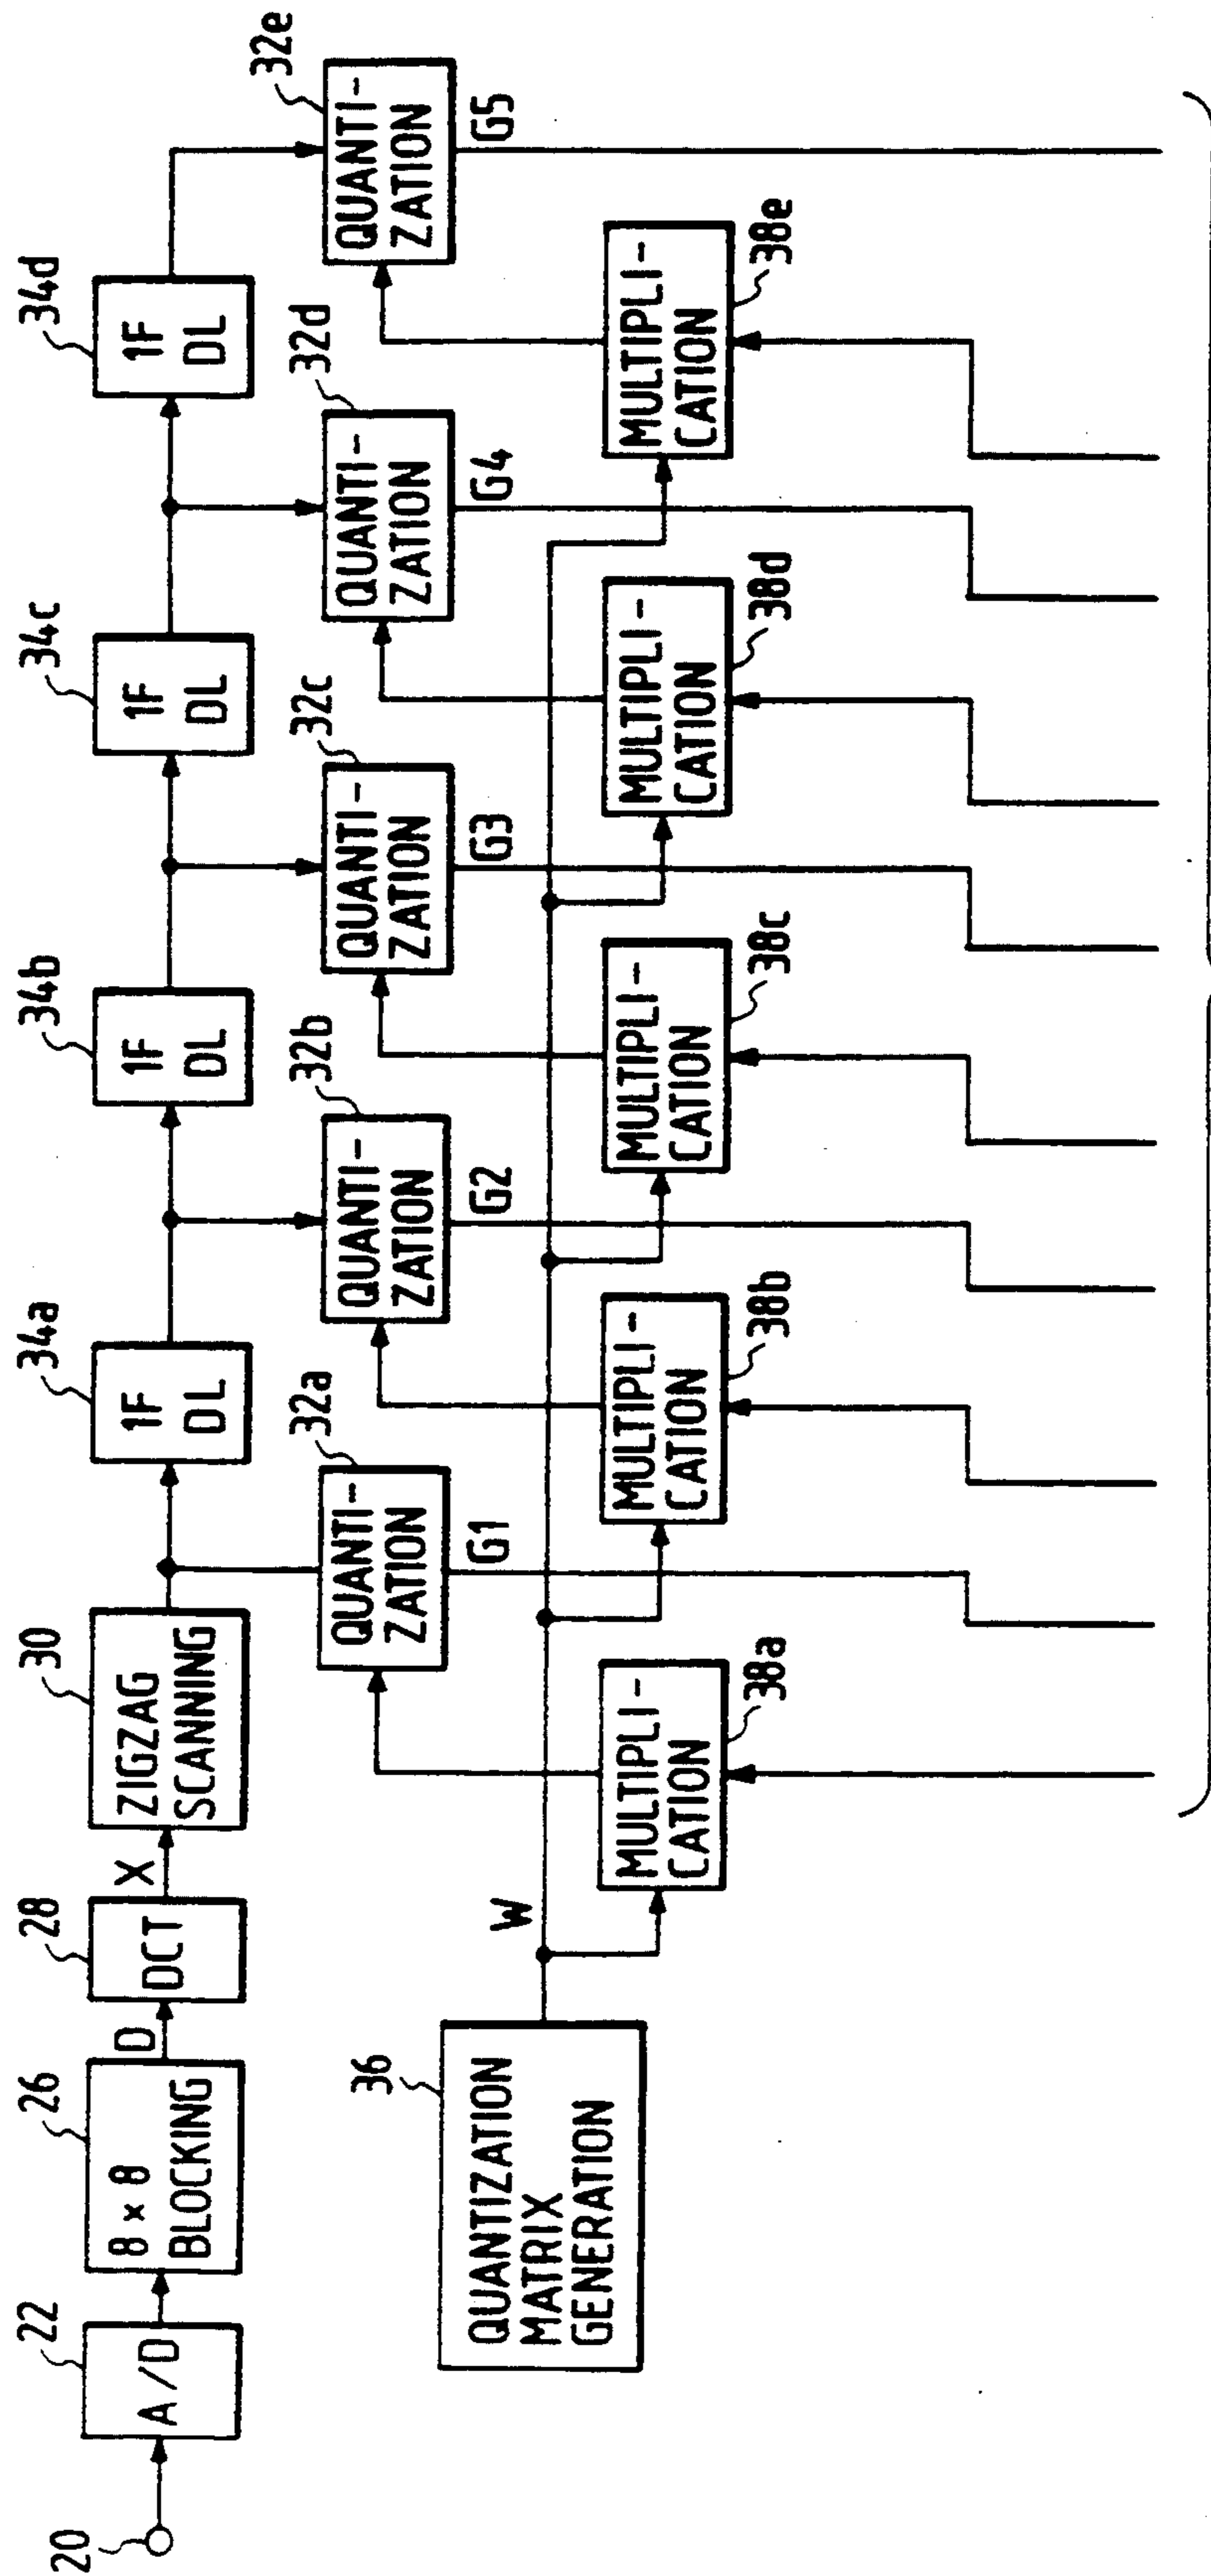 20
22
A/D
26
8 × 8
BLOCKING
D
28
DCT
X
30
ZIGZAG
SCANNING
34a
1F
DL
34b
1F
DL
34c
1F
DL
34d
1F
DL
32a
QUANTI-
ZATION
G1
32b
QUANTI-
ZATION
G2
32c
QUANTI-
ZATION
G3
32d
QUANTI-
ZATION
G4
32e
QUANTI-
ZATION
G5
36
QUANTIZATION
MATRIX
GENERATION
W
MULTIPLI-
CATION
38a
MULTIPLI-
CATION
38b
MULTIPLI-
CATION
38c
MULTIPLI-
CATION
38d
MULTIPLI-
CATION
38e